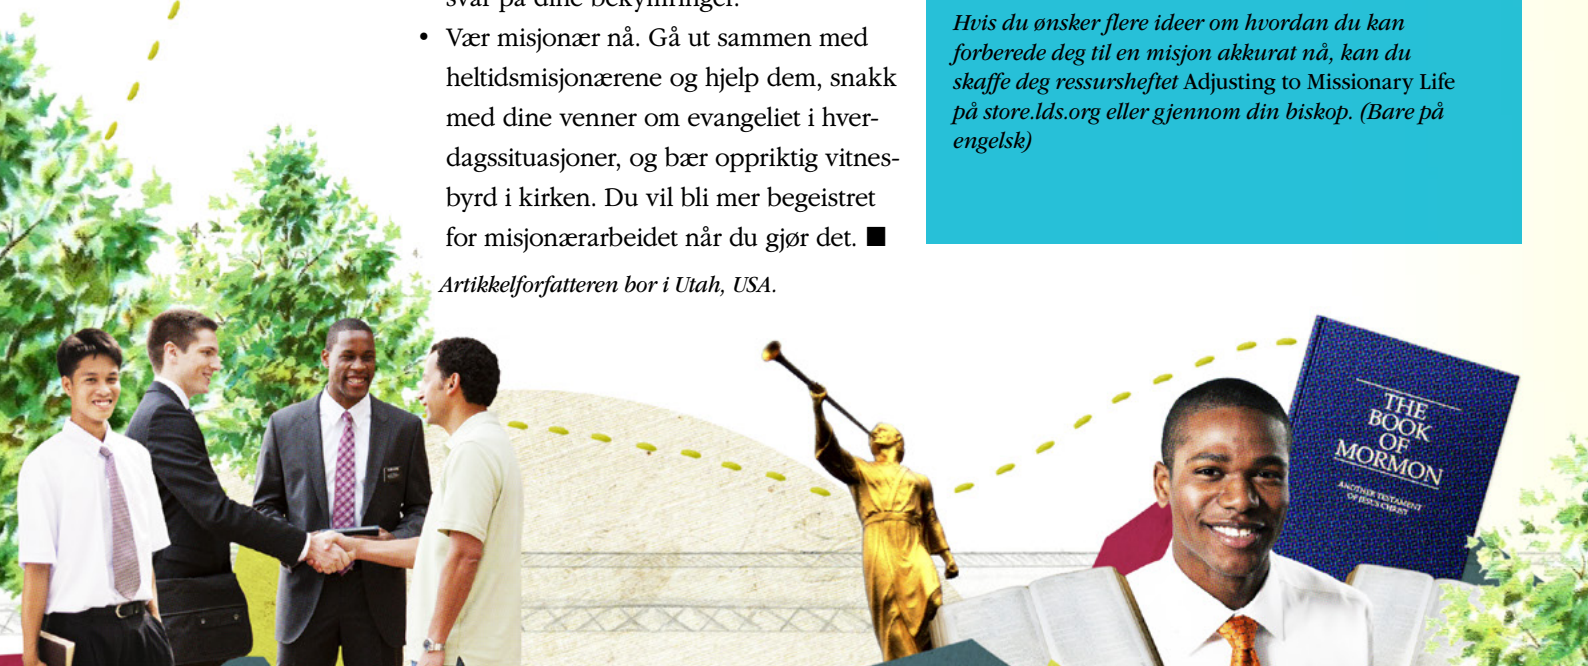 svar på dine bekymringer.
• Vær misjonær nå. Gå ut sammen med
heltidsmisjonærene og hjelp dem, snakk
med dine venner om evangeliet i hver-
dagssituasjoner, og bær oppriktig vitnes-
byrd i kirken. Du vil bli mer begeistret
for misjonærarbeidet når du gjør det. ■
Artikkelforfatteren bor i Utah, USA.
Hvis du ønsker flere ideer om hvordan du kan
forberede deg til en misjon akkurat nå, kan du
skaffe deg ressursheftet Adjusting to Missionary Life
på store.lds.org eller gjennom din biskop. (Bare på
engelsk)
THE
BOOK
OF
MORMON
ANOTHER TESTAMENT
OF JESUS CHRIST